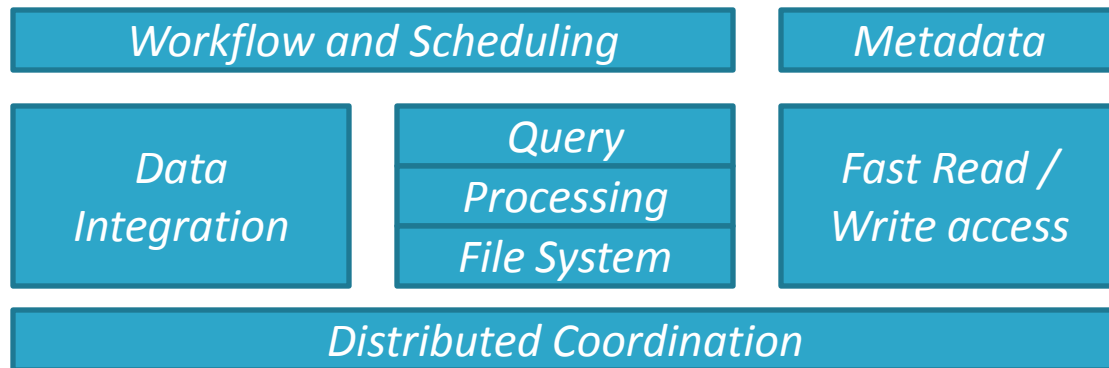 Workflow and Scheduling
Metadata
Data
Integration
Query
Processing
File System
Fast Read /
Write access
Distributed Coordination